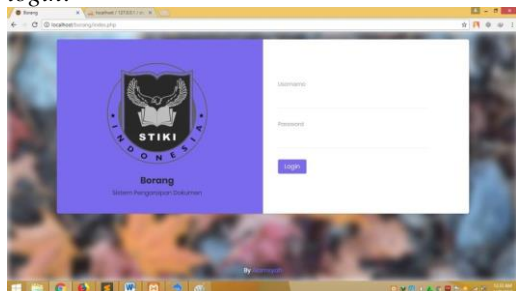 login.
Borang
localhost/borang/index.php
Username
STIKI
INDONESIA
Password
Login
Borang
Sistem Pengarsipan Dokumen
By